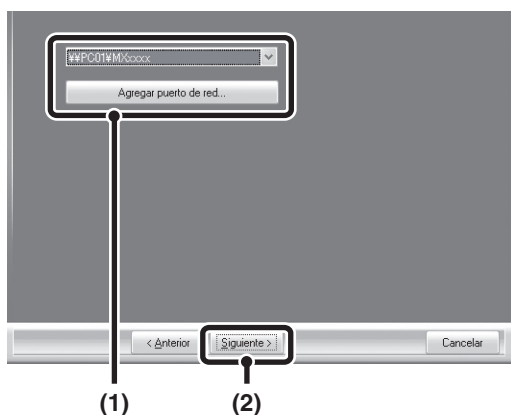 ¥¥PC01¥MXxxxx
Agregar puerto de red...
< Anterior
Siguiente >
Cancelar
(1)
(2)